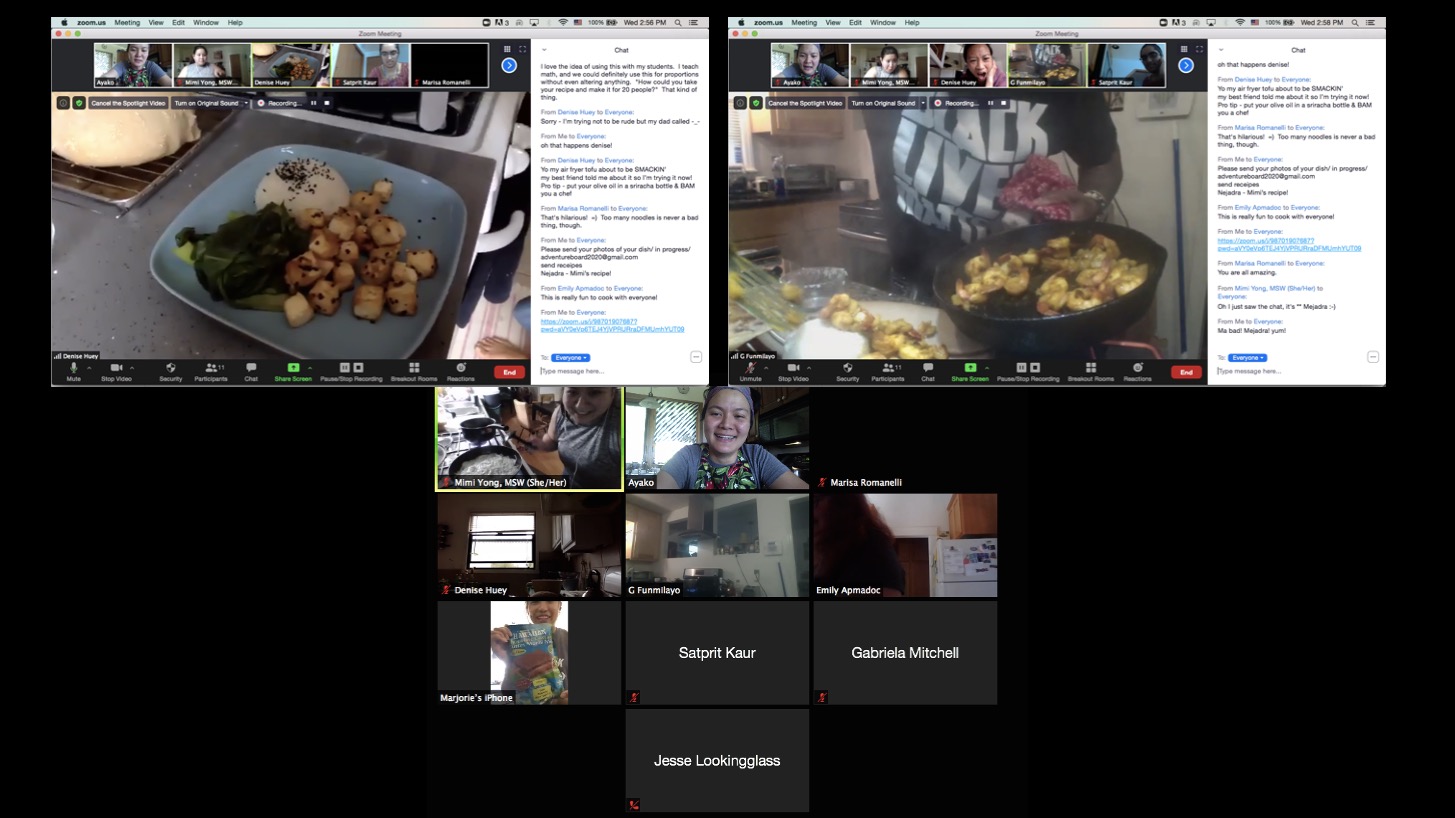 zoom.us Meeting View Edit Window Help
3 100% Wed 2:56 PM
Zoom Meeting
Ayako
Mimi Yong, MSW...
Denise Huey
Satprit Kaur
Marisa Romanelli
Cancel the Spotlight Video
Turn on Original Sound
Recording...
Denise Huey
Chat
I love the idea of using this with my students. I teach
math, and we could definitely use this for proportions
without even altering anything. "How could you take
your recipe and make it for 20 people?" That kind of
thing.
From Denise Huey to Everyone:
Sorry - I'm trying not to be rude but my dad called -_-
From Me to Everyone:
oh that happens denise!
From Denise Huey to Everyone:
Yo my air fryer tofu about to be SMACKIN'
my best friend told me about it so I'm trying it now!
Pro tip - put your olive oil in a sriracha bottle & BAM
you a chef
From Marisa Romanelli to Everyone:
That's hilarious! =) Too many noodles is never a bad
thing, though.
From Me to Everyone:
Please send your photos of your dish/ in progress/
adventureboard2020@gmail.com
send receipes
Nejadra - Mimi's recipe!
From Emily Apmadoc to Everyone:
This is really fun to cook with everyone!
From Me to Everyone:
To: Everyone
Type message here...
Mute
Stop Video
Security
Participants
11
Chat
Share Screen
Pause/Stop Recording
Breakout Rooms
Reactions
End
zoom.us Meeting View Edit Window Help
3 100% Wed 2:58 PM
Zoom Meeting
Ayako
Mimi Yong, MSW...
Denise Huey
G Funmilayo
Satprit Kaur
Cancel the Spotlight Video
Turn on Original Sound
Recording...
G Funmilayo
Chat
oh that happens denise!
From Denise Huey to Everyone:
Yo my air fryer tofu about to be SMACKIN'
my best friend told me about it so I'm trying it now!
Pro tip - put your olive oil in a sriracha bottle & BAM
you a chef
From Marisa Romanelli to Everyone:
That's hilarious! =) Too many noodles is never a bad
thing, though.
From Me to Everyone:
Please send your photos of your dish/ in progress/
adventureboard2020@gmail.com
send receipes
Nejadra - Mimi's recipe!
From Emily Apmadoc to Everyone:
This is really fun to cook with everyone!
From Me to Everyone:
From Marisa Romanelli to Everyone:
You are all amazing.
From Mimi Yong, MSW (She/Her) to
Everyone:
Oh I just saw the chat, it's ** Mejadra :-)
From Me to Everyone:
Ma bad! Mejadra! yum!
To: Everyone
Type message here...
Unmute
Stop Video
Security
Participants
11
Chat
Share Screen
Pause/Stop Recording
Breakout Rooms
Reactions
End
Mimi Yong, MSW (She/Her)
Ayako
Marisa Romanelli
Denise Huey
G Funmilayo
Emily Apmadoc
HAWAIIAN
Marjorie's iPhone
Satprit Kaur
Gabriela Mitchell
Jesse Lookingglass